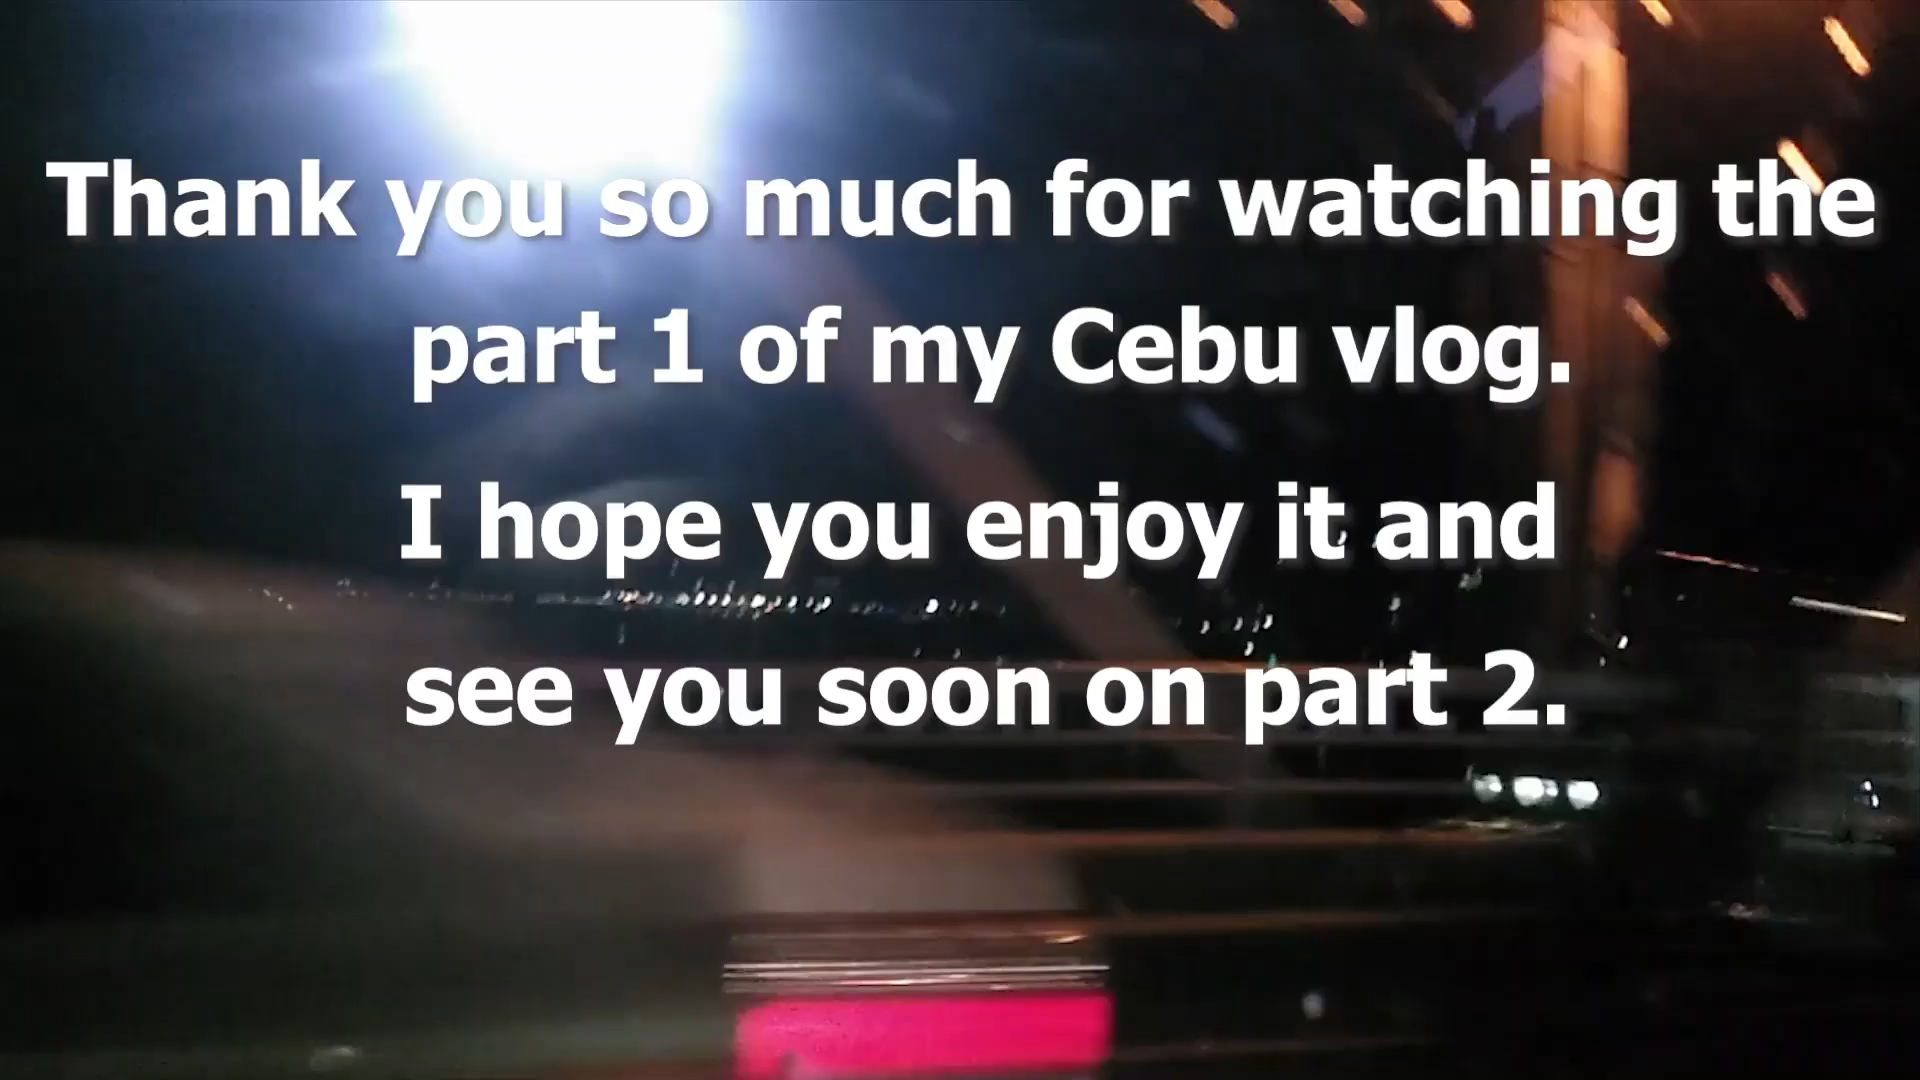 Thank you so much for watching the
part 1 of my Cebu vlog.
I hope you enjoy it and
see you soon on part 2.